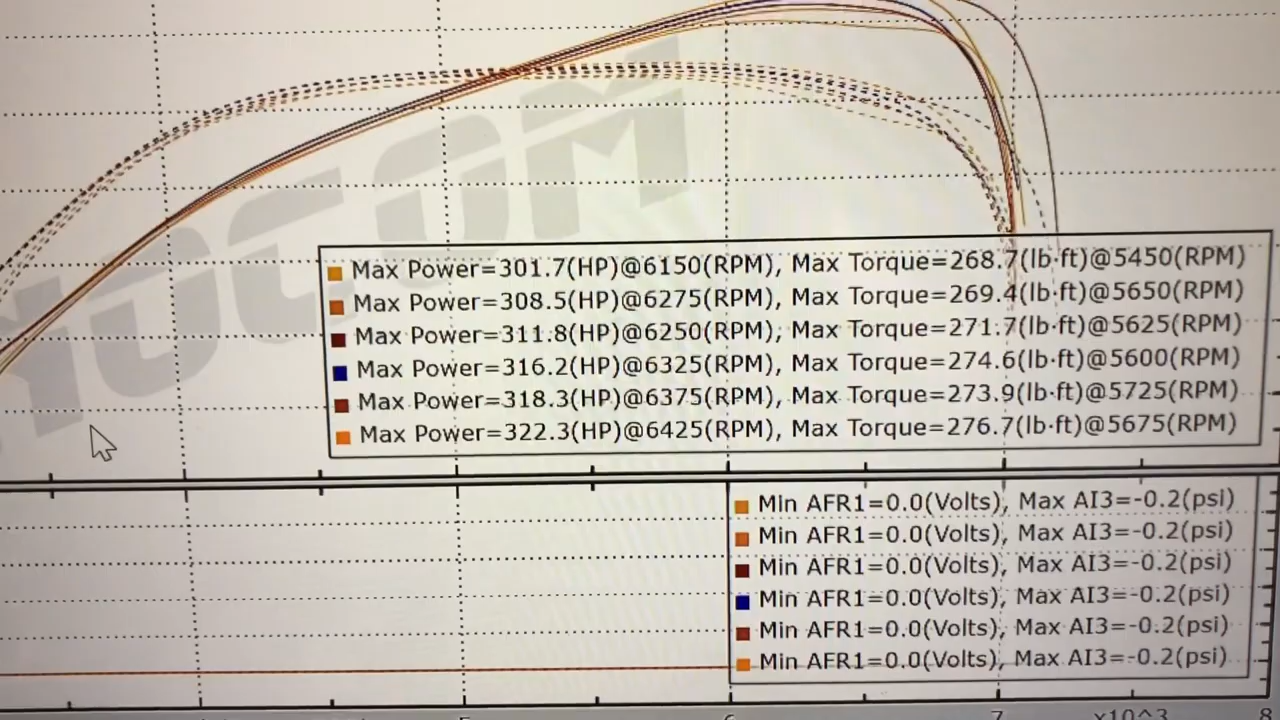 Max Power=301.7(HP)@6150(RPM), Max Torque=268.7(lb·ft)@5450(RPM)
Max Power=308.5(HP)@6275(RPM), Max Torque=269.4(lb·ft)@5650(RPM)
Max Power=311.8(HP)@6250(RPM), Max Torque=271.7(lb·ft)@5625(RPM)
Max Power=316.2(HP)@6325(RPM), Max Torque=274.6(lb·ft)@5600(RPM)
Max Power=318.3(HP)@6375(RPM), Max Torque=273.9(lb·ft)@5725(RPM)
Max Power=322.3(HP)@6425(RPM), Max Torque=276.7(lb·ft)@5675(RPM)
Min AFR1=0.0(Volts), Max AI3=-0.2(psi)
Min AFR1=0.0(Volts), Max AI3=-0.2(psi)
Min AFR1=0.0(Volts), Max AI3=-0.2(psi)
Min AFR1=0.0(Volts), Max AI3=-0.2(psi)
Min AFR1=0.0(Volts), Max AI3=-0.2(psi)
Min AFR1=0.0(Volts), Max AI3=-0.2(psi)
5 6 7 x10^3 8